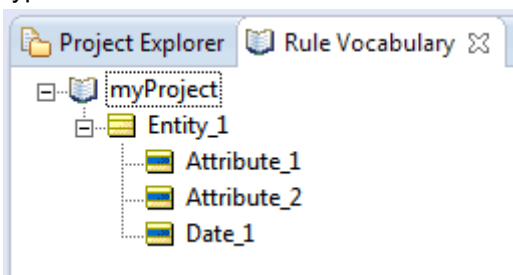 Project Explorer Rule Vocabulary
myProject
Entity_1
Attribute_1
Attribute_2
Date_1